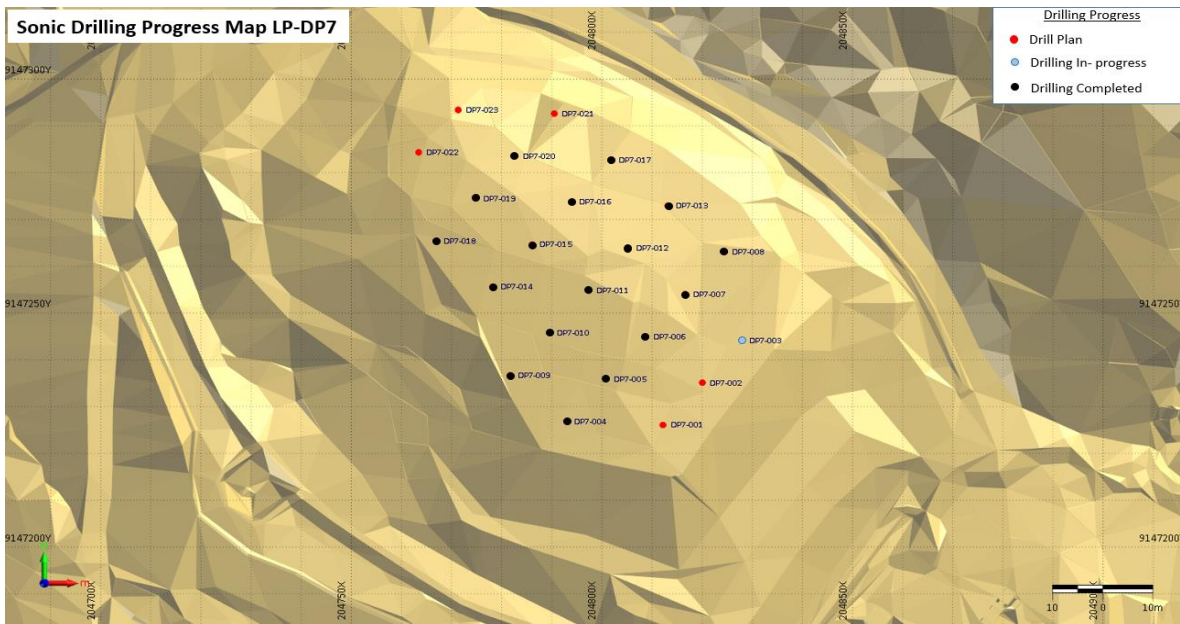 Sonic Drilling Progress Map LP-DP7
204800X
204850X
Drilling Progress
Drill Plan
Drilling In- progress
Drilling Completed
9147300Y
DP7-023
DP7-021
DP7-022
DP7-020
DP7-017
DP7-019
DP7-016
DP7-013
DP7-018
DP7-015
DP7-012
DP7-008
DP7-014
DP7-011
DP7-007
9147250Y
9147250Y
DP7-010
DP7-006
DP7-003
DP7-009
DP7-005
DP7-002
DP7-004
DP7-001
9147200Y
9147200Y
204700X
204750X
204800X
204850X
10
0
10m